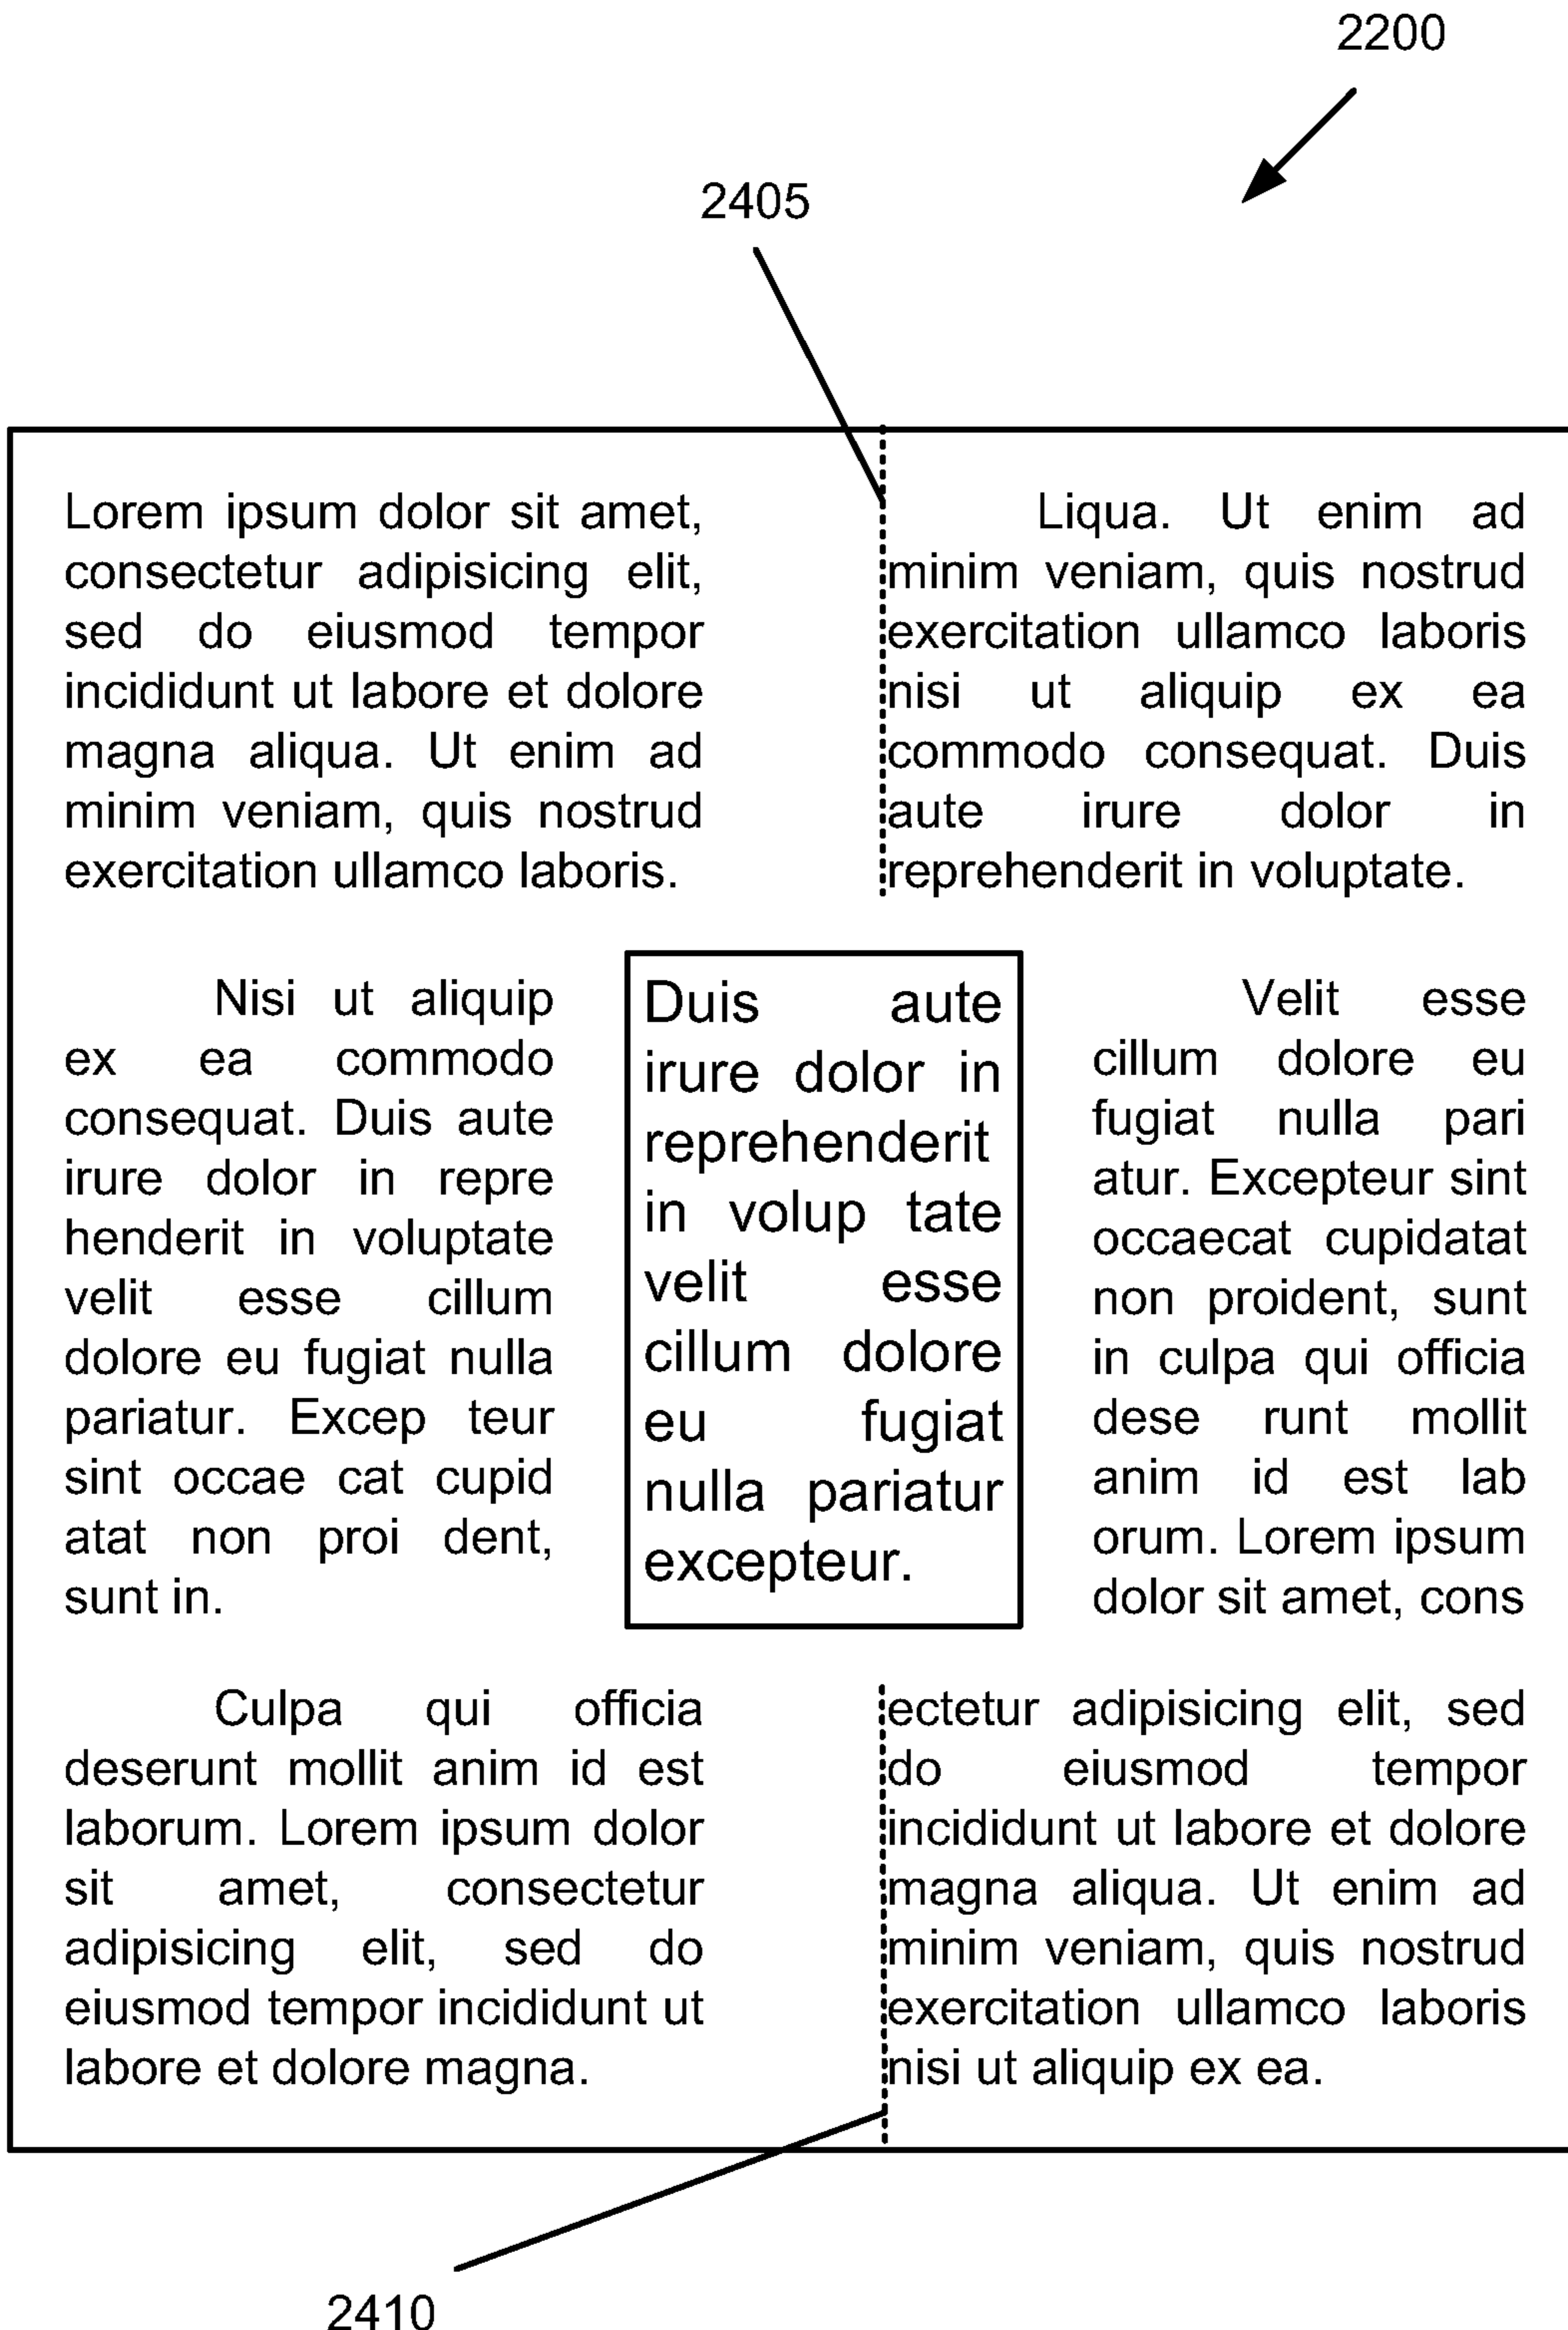 2200
2405
Lorem ipsum dolor sit amet,
consectetur adipisicing elit,
sed do eiusmod tempor
incididunt ut labore et dolore
magna aliqua. Ut enim ad
minim veniam, quis nostrud
exercitation ullamco laboris.
Nisi ut aliquip
ex ea commodo
consequat. Duis aute
irure dolor in repre
henderit in voluptate
velit esse cillum
dolore eu fugiat nulla
pariatur. Excep teur
sint occae cat cupid
atat non proi dent,
sunt in.
Culpa qui officia
deserunt mollit anim id est
laborum. Lorem ipsum dolor
sit amet, consectetur
adipisicing elit, sed do
eiusmod tempor incididunt ut
labore et dolore magna.
Duis aute
irure dolor in
reprehenderit
in volup tate
velit esse
cillum dolore
eu fugiat
nulla pariatur
excepteur.
Liqua. Ut enim ad
minim veniam, quis nostrud
exercitation ullamco laboris
nisi ut aliquip ex ea
commodo consequat. Duis
aute irure dolor in
reprehenderit in voluptate.
Velit esse
cillum dolore eu
fugiat nulla pari
atur. Excepteur sint
occaecat cupidatat
non proident, sunt
in culpa qui officia
dese runt mollit
anim id est lab
orum. Lorem ipsum
dolor sit amet, cons
ectetur adipisicing elit, sed
do eiusmod tempor
incididunt ut labore et dolore
magna aliqua. Ut enim ad
minim veniam, quis nostrud
exercitation ullamco laboris
nisi ut aliquip ex ea.
2410